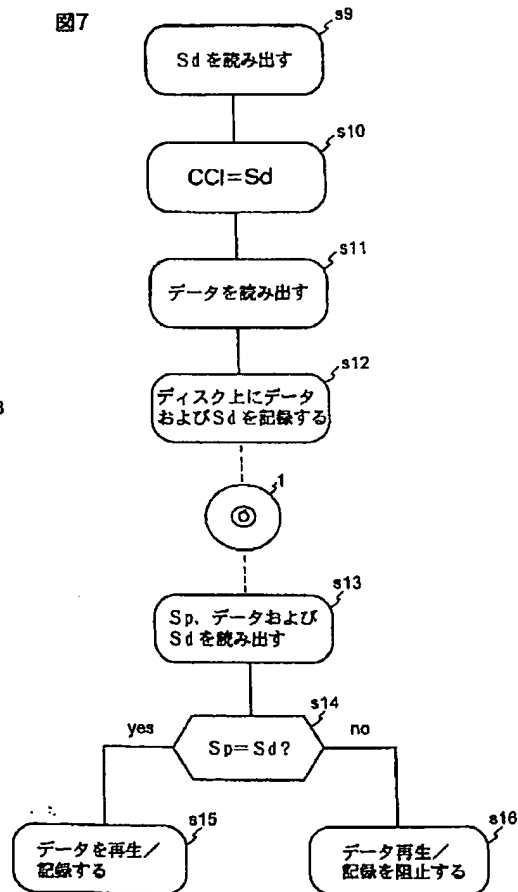 図7
s9
Sdを読み出す
s10
CCI=Sd
s11
データを読み出す
s12
ディスク上にデータ
およびSdを記録する
1
s13
Sp、データおよび
Sdを読み出す
s14
yes
no
Sp=Sd?
s15
s16
データを再生／
記録する
データ再生／
記録を阻止する